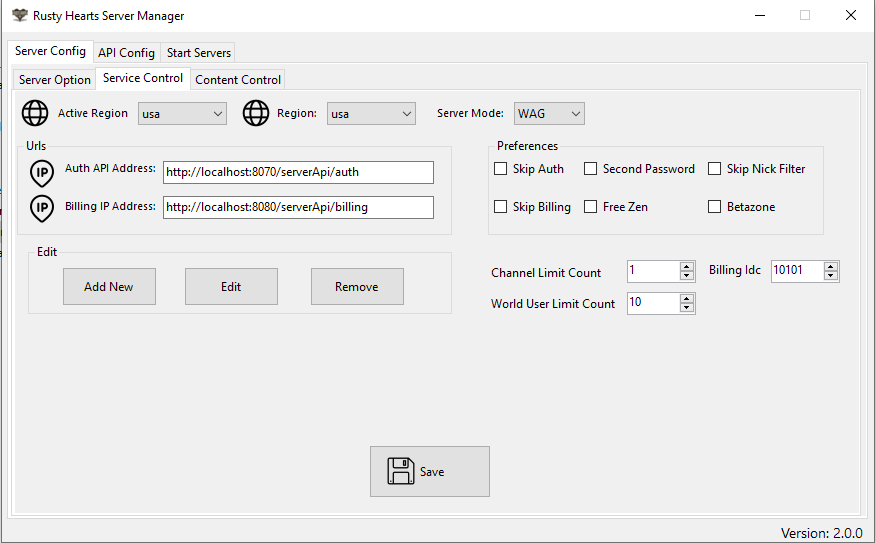 Rusty Hearts Server Manager
Server Config API Config Start Servers
Server Option Service Control Content Control
Active Region usa Region: usa Server Mode: WAG
Urls
IP Auth API Address: http://localhost:8070/serverApi/auth
IP Billing IP Address: http://localhost:8080/serverApi/billing
Preferences
Skip Auth Second Password Skip Nick Filter
Skip Billing Free Zen Betazone
Edit
Add New Edit Remove
Channel Limit Count 1 Billing Idc 10101
World User Limit Count 10
Save
Version: 2.0.0